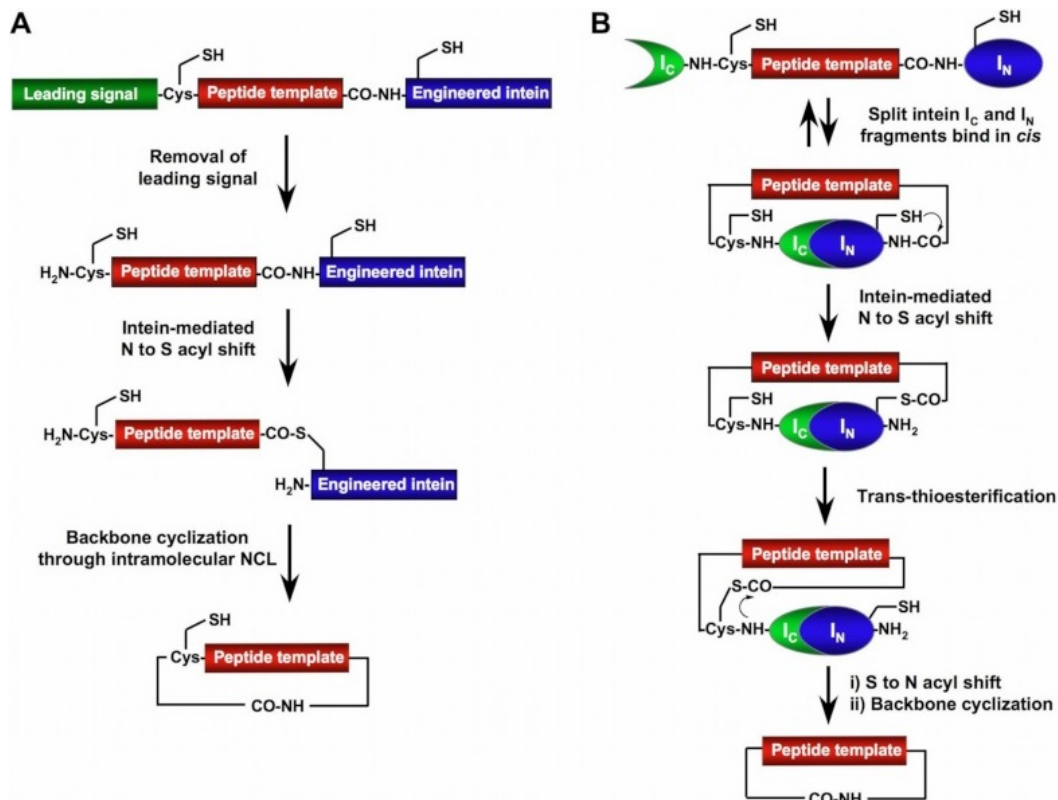 A
SH
SH
Leading signal
-Cys-
Peptide template
-CO-NH-
Engineered intein
Removal of
leading signal
SH
SH
H2N-Cys-
Peptide template
-CO-NH-
Engineered intein
Intein-mediated
N to S acyl shift
SH
H2N-Cys-
Peptide template
-CO-S
H2N-
Engineered intein
Backbone cyclization
through intramolecular NCL
SH
Cys-
Peptide template
CO-NH
B
SH
SH
IC
-NH-Cys-
Peptide template
-CO-NH-
IN
Split intein IC and IN
fragments bind in cis
Peptide template
SH
SH
Cys-NH-
IC
IN
-NH-CO
Intein-mediated
N to S acyl shift
Peptide template
SH
S-CO
Cys-NH-
IC
IN
-NH2
Trans-thioesterification
Peptide template
S-CO
SH
Cys-NH-
IC
IN
-NH2
i) S to N acyl shift
ii) Backbone cyclization
Peptide template
CO-NH